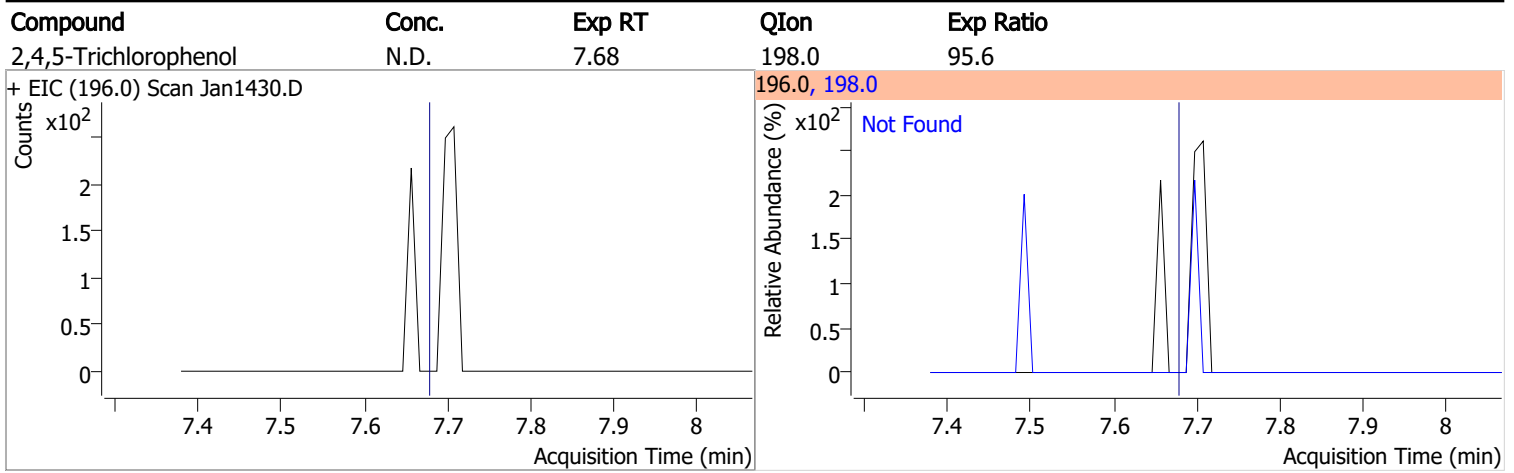 Compound Conc. Exp RT QIon Exp Ratio
2,4,5-Trichlorophenol N.D. 7.68 198.0 95.6
+ EIC (196.0) Scan Jan1430.D
Counts
x10²
2
1.5
1
0.5
0
7.4 7.5 7.6 7.7 7.8 7.9 8
Acquisition Time (min)
196.0, 198.0
Relative Abundance (%)
x10²
Not Found
2
1.5
1
0.5
0
7.4 7.5 7.6 7.7 7.8 7.9 8
Acquisition Time (min)